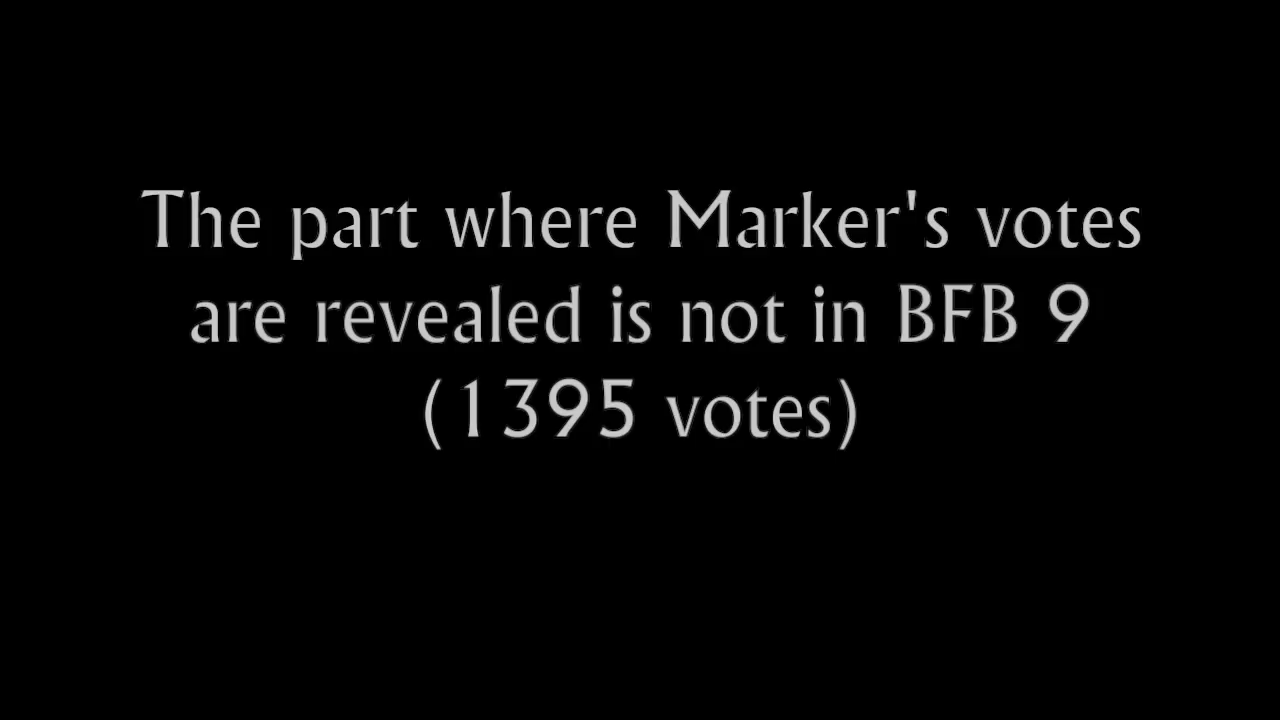 The part where Marker's votes
are revealed is not in BFB 9
(1395 votes)